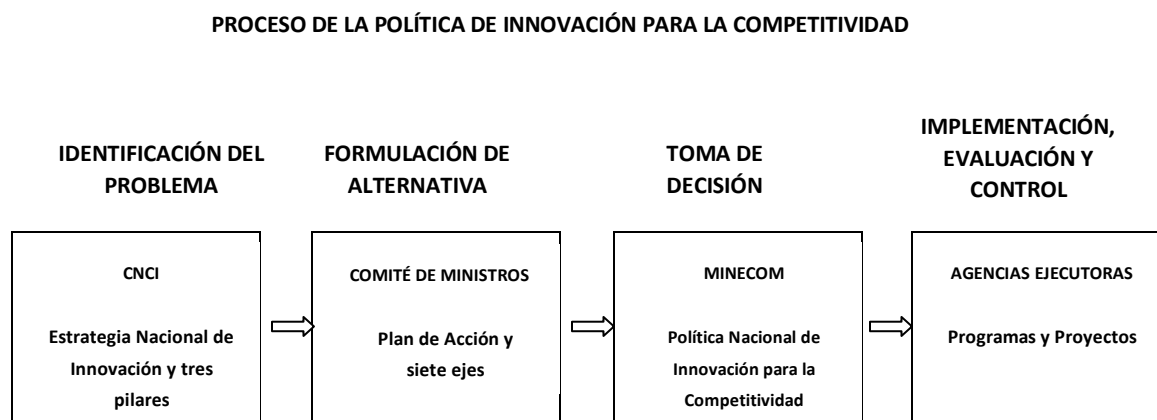 PROCESO DE LA POLÍTICA DE INNOVACIÓN PARA LA COMPETITIVIDAD
IDENTIFICACIÓN DEL
PROBLEMA
FORMULACIÓN DE
ALTERNATIVA
TOMA DE
DECISIÓN
IMPLEMENTACIÓN,
EVALUACIÓN Y
CONTROL
CNCI
Estrategia Nacional de
Innovación y tres
pilares
COMITÉ DE MINISTROS
Plan de Acción y
siete ejes
MINECOM
Política Nacional de
Innovación para la
Competitividad
AGENCIAS EJECUTORAS
Programas y Proyectos